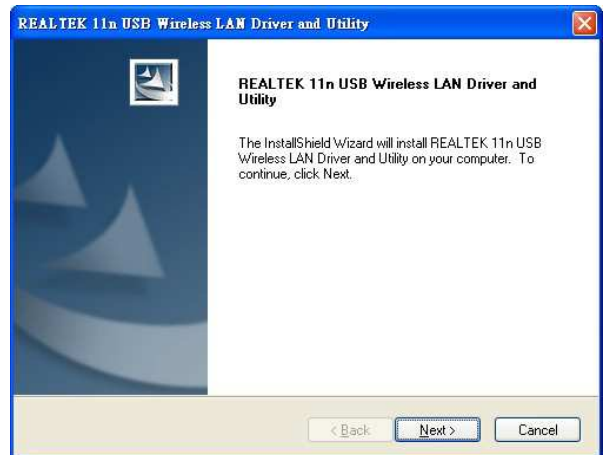 REALTEK 11n USB Wireless LAN Driver and Utility
REALTEK 11n USB Wireless LAN Driver and
Utility
The InstallShield Wizard will install REALTEK 11n USB
Wireless LAN Driver and Utility on your computer. To
continue, click Next.
< Back
Next >
Cancel